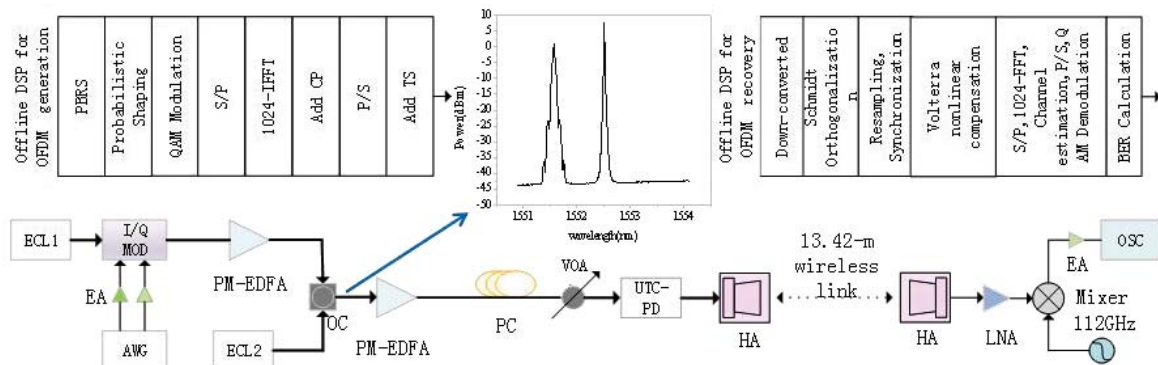 Offline DSP for
OFDM generation
PBRS
Probabilistic
Shaping
QAM Modulation
S/P
1024-IFFT
Add CP
P/S
Add TS
10
5
0
-5
-10
-15
-20
-25
-30
-35
-40
-45
-50
Power(dBm)
1551
1552
1553
1554
wavelength(nm)
Offline DSP for
OFDM recovery
Down-converted
Schmidt
Orthogonalizatio
n
Resampling,
Synchronization
Volterra
nonlinear
compensation
S/P,1024-FFT,
Channel
estimation,P/S,Q
AM Demodulation
BER Calculation
ECL1
I/Q
MOD
PM-EDFA
EA
AWG
ECL2
OC
PM-EDFA
PC
VOA
UTC-
PD
HA
13.42-m
wireless
link
HA
LNA
EA
OSC
Mixer
112GHz